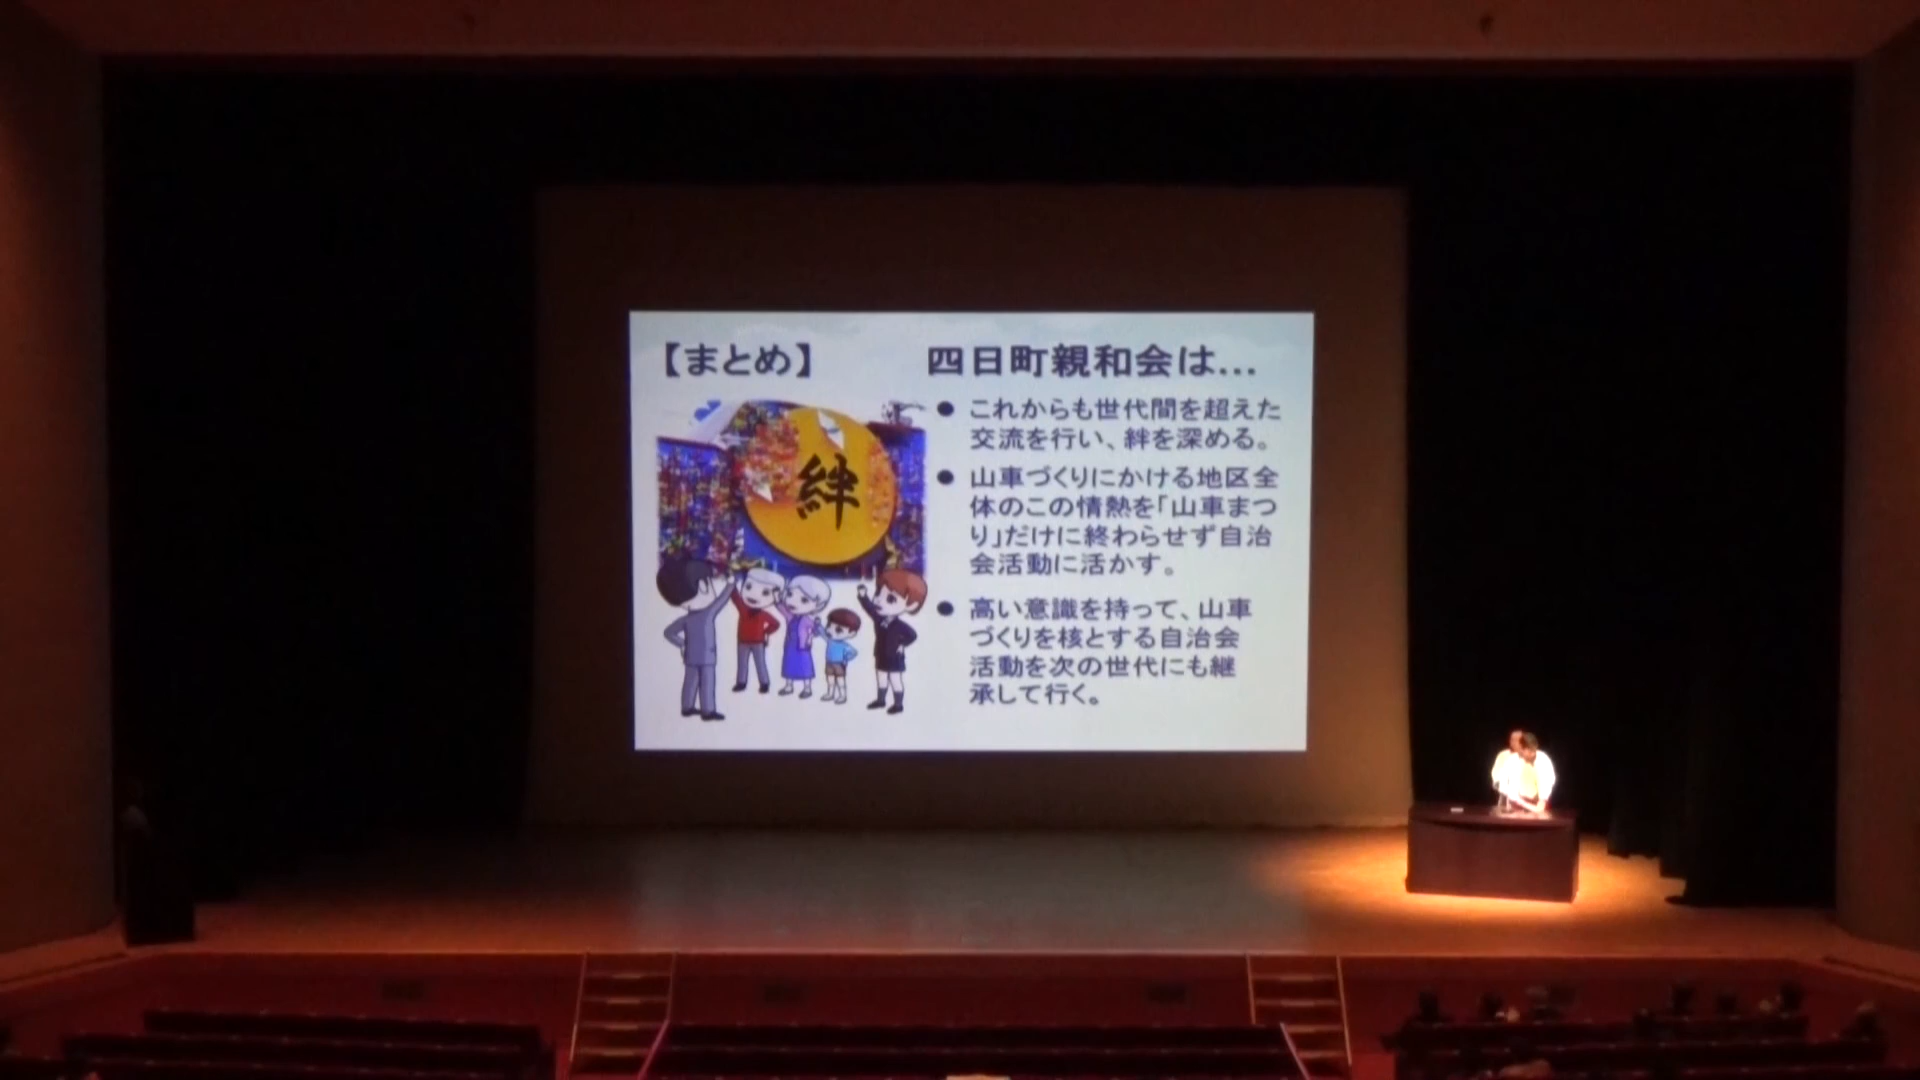 【まとめ】 四日町親和会は…
絆
● これからも世代間を超えた
交流を行い、絆を深める。
● 山車づくりにかける地区全
体のこの情熱を「山車まつ
り」だけに終わらせず自治
会活動に活かす。
● 高い意識を持って、山車
づくりを核とする自治会
活動を次の世代にも継
承して行く。